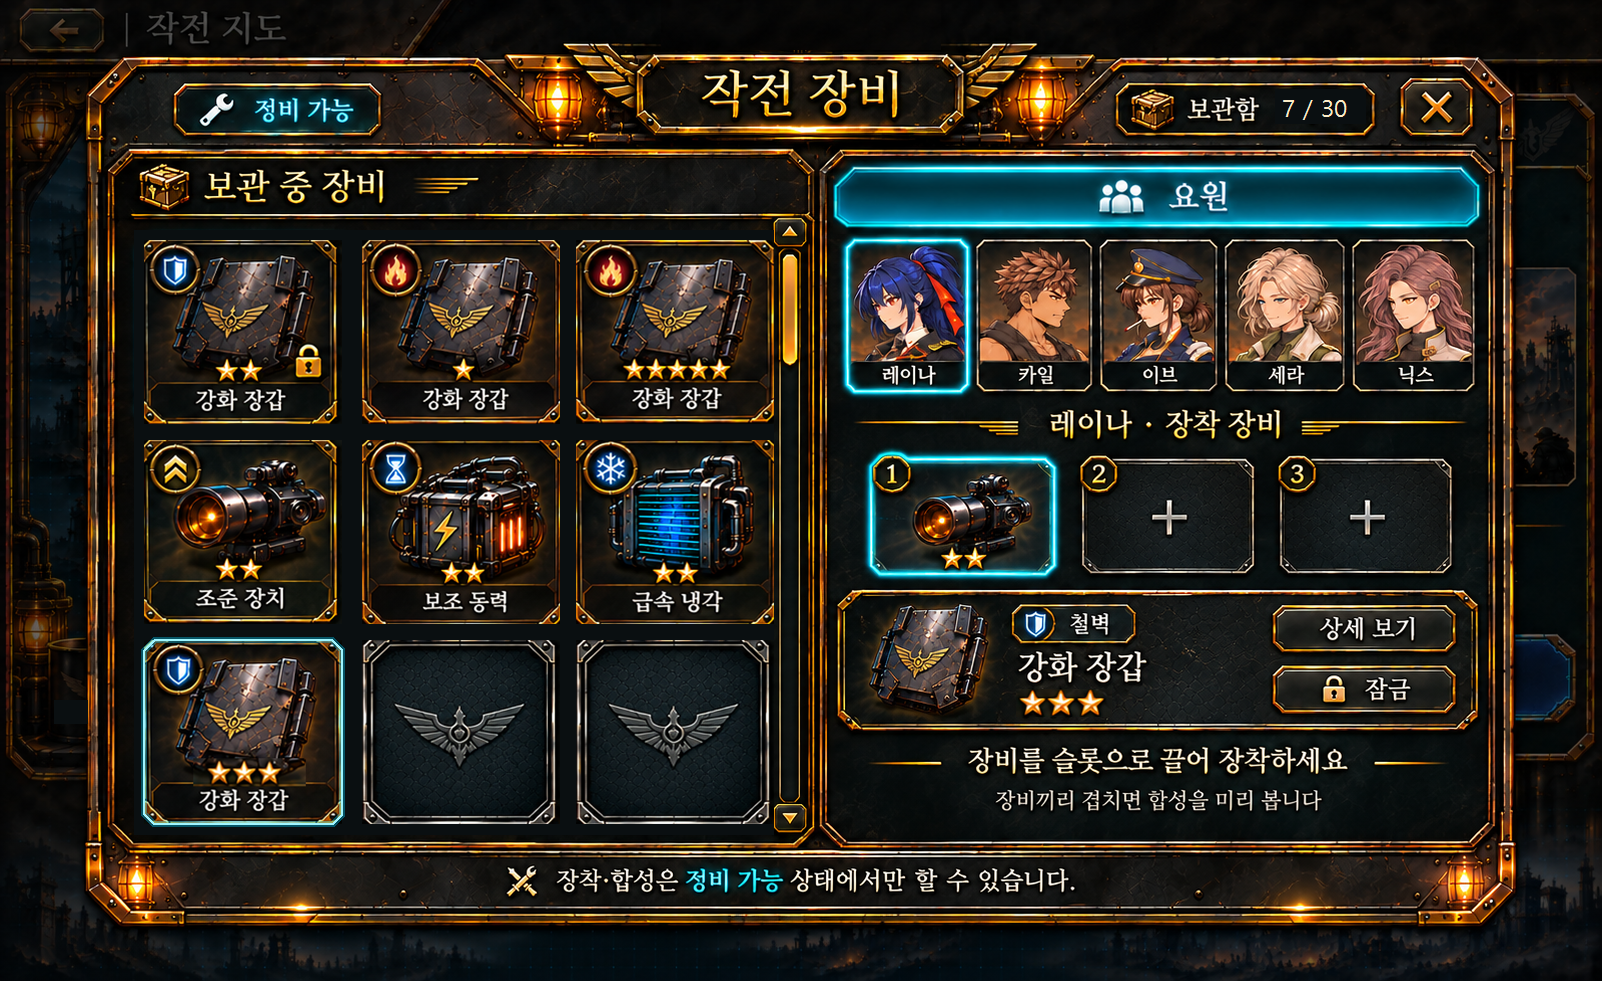 작전 지도
정비 가능
작전 장비
보관함 7 / 30
보관 중 장비
강화 장갑
강화 장갑
강화 장갑
조준 장치
보조 동력
급속 냉각
강화 장갑
요원
레이나
카일
이브
세라
닉스
레이나 · 장착 장비
1
2
3
철벽
강화 장갑
상세 보기
잠금
장비를 슬롯으로 끌어 장착하세요
장비끼리 겹치면 합성을 미리 봅니다
장착·합성은 정비 가능 상태에서만 할 수 있습니다.